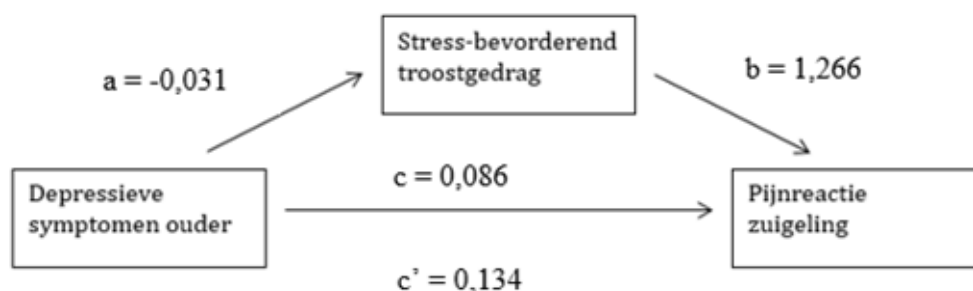 Stress-bevorderend
troostgedrag
a = -0,031
b = 1,266
Depressieve
symptomen ouder
c = 0,086
Pijnreactie
zuigeling
c’ = 0,134